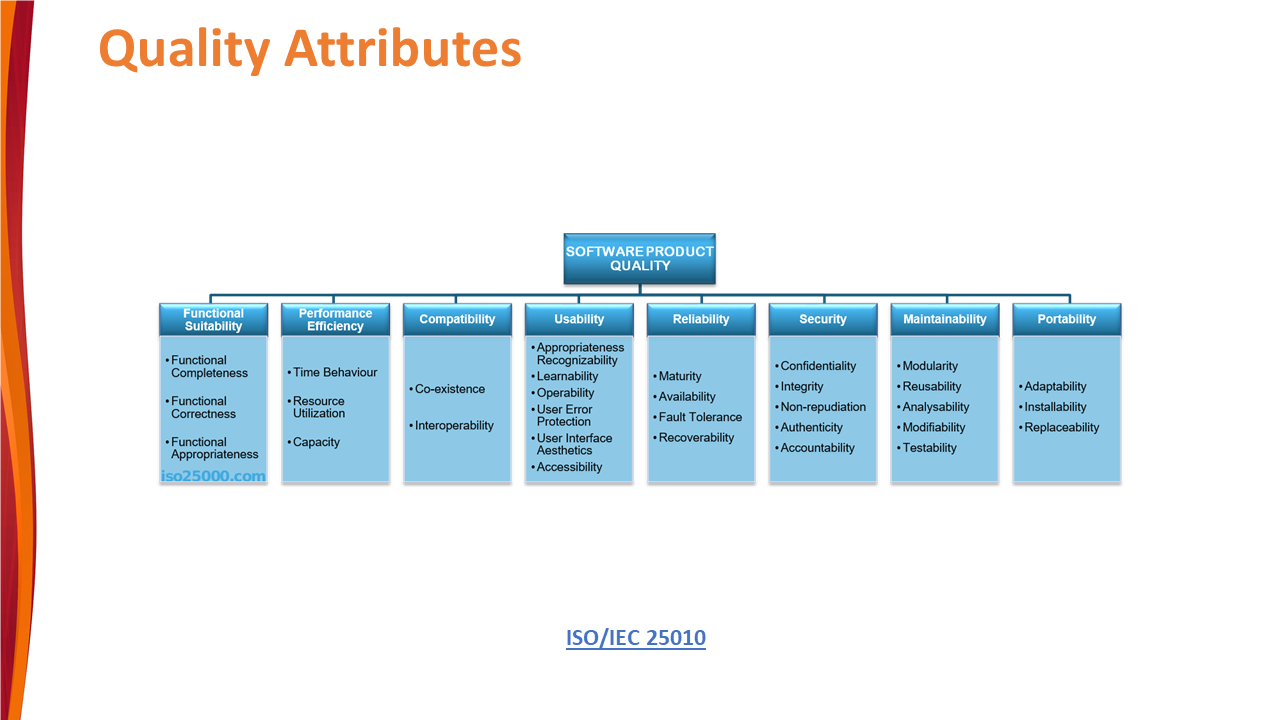 Quality Attributes
SOFTWARE PRODUCT
QUALITY
Functional
Suitability
• Functional
Completeness
• Functional
Correctness
• Functional
Appropriateness
iso25000.com
Performance
Efficiency
• Time Behaviour
• Resource
Utilization
• Capacity
Compatibility
• Co-existence
• Interoperability
Usability
• Appropriateness
Recognizability
• Learnability
• Operability
• User Error
Protection
• User Interface
Aesthetics
• Accessibility
Reliability
• Maturity
• Availability
• Fault Tolerance
• Recoverability
Security
• Confidentiality
• Integrity
• Non-repudiation
• Authenticity
• Accountability
Maintainability
• Modularity
• Reusability
• Analysability
• Modifiability
• Testability
Portability
• Adaptability
• Installability
• Replaceability
ISO/IEC 25010